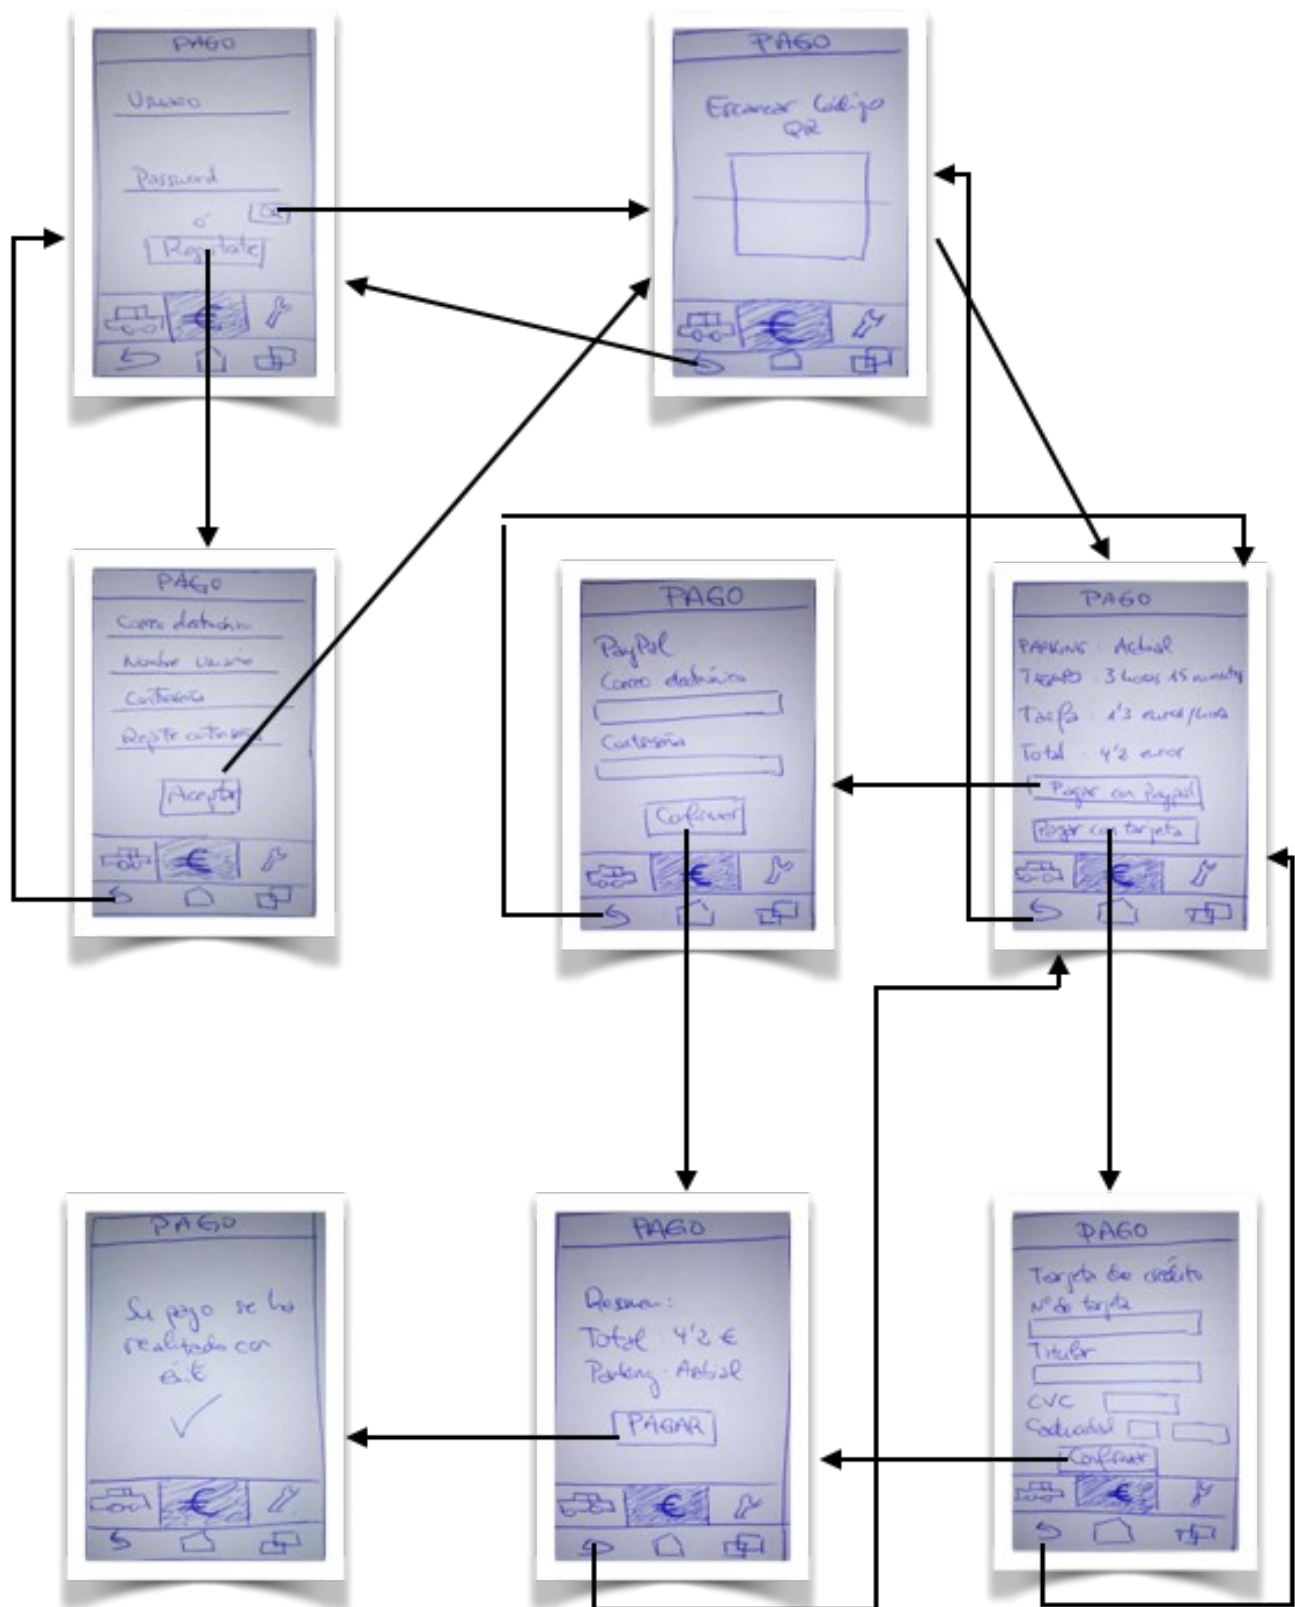 PAGO
Usuario
Password
OK
ó
Regístrate
€
PAGO
Escanear Código
QR
€
PAGO
Correo electrónico
Nombre Usuario
Contraseña
Repite contraseña
Aceptar
€
PAGO
PayPal
Correo electrónico
Contraseña
Confirmar
€
PAGO
PARKING: Actual
TIEMPO: 3 horas 15 minutos
Tarifa: 1'3 euros/hora
Total: 4'2 euros
Pagar con Paypal
Pagar con tarjeta
€
PAGO
Su pago se ha
realizado con
€
PAGO
Resumen:
Total: 4'2 €
Parking: Actual
PAGAR
€
PAGO
Tarjeta de crédito
Nº de tarjeta
Titular
CVC
Caducidad
Confirmar
€